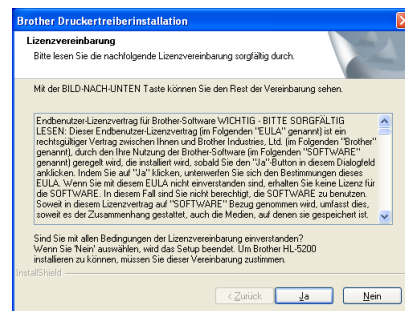 Brother Druckertreiberinstallation
Lizenzvereinbarung
Bitte lesen Sie die nachfolgende Lizenzvereinbarung sorgfältig durch.
Mit der BILD-NACH-UNTEN Taste können Sie den Rest der Vereinbarung sehen.
Endbenutzer-Lizenzvertrag für Brother-Software WICHTIG - BITTE SORGFÄLTIG
LESEN: Dieser Endbenutzer-Lizenzvertrag (im Folgenden "EULA" genannt) ist ein
rechtsgültiger Vertrag zwischen Ihnen und Brother Industries, Ltd. (im Folgenden "Brother"
genannt), durch den Ihre Nutzung der Brother-Software (im Folgenden "SOFTWARE"
genannt) geregelt wird, die installiert wird, sobald Sie den "Ja"-Button in diesem Dialogfeld
anklicken. Indem Sie auf "Ja" klicken, unterwerfen Sie sich den Bestimmungen dieses
EULA. Wenn Sie mit diesem EULA nicht einverstanden sind, erhalten Sie keine Lizenz für
die SOFTWARE. In diesem Fall sind Sie nicht berechtigt, die SOFTWARE zu benutzen.
Soweit in diesem Lizenzvertrag auf "SOFTWARE" Bezug genommen wird, umfasst dies,
soweit es der Zusammenhang gestattet, auch die Medien, auf denen sie gespeichert ist.
Sind Sie mit allen Bedingungen der Lizenzvereinbarung einverstanden?
Wenn Sie 'Nein' auswählen, wird das Setup beendet. Um Brother HL-5200
installieren zu können, müssen Sie dieser Vereinbarung zustimmen.
InstallShield
< Zurück
Ja
Nein